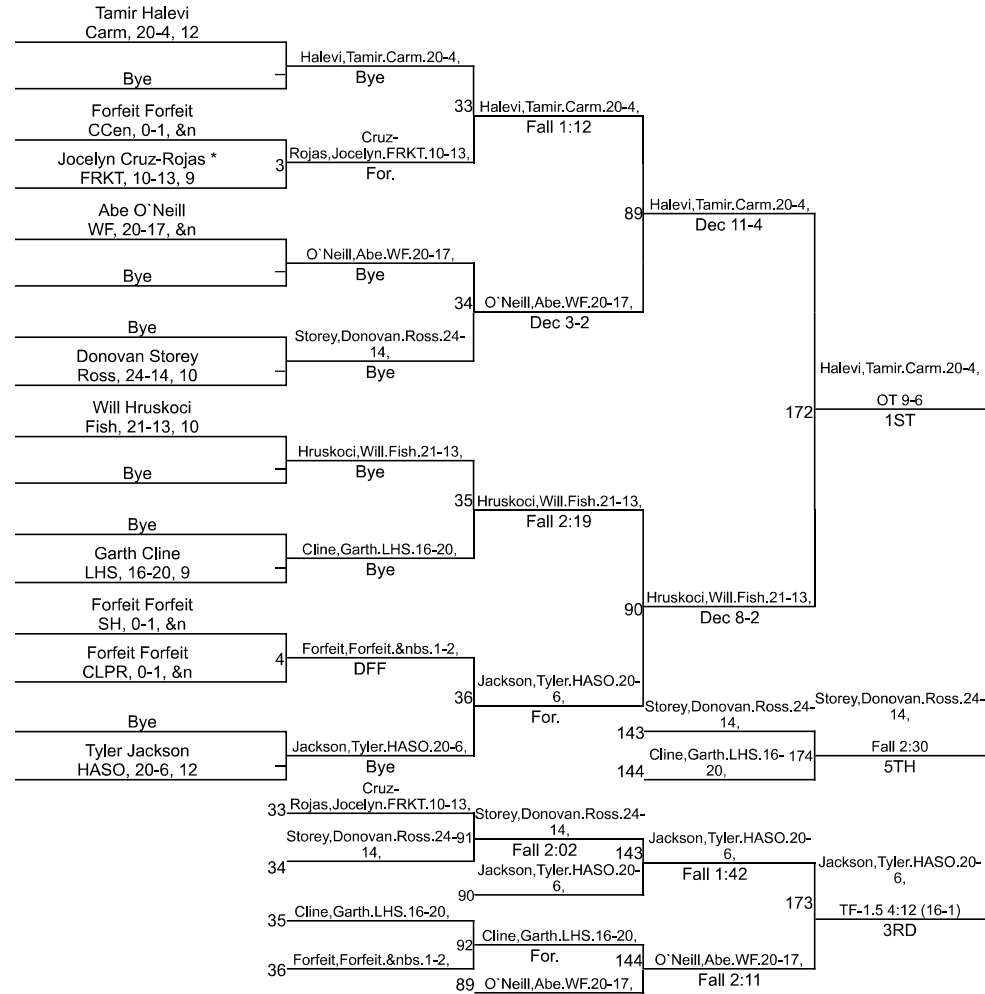 Tamir Halevi
Carm, 20-4, 12
Halevi,Tamir.Carm.20-4,
Bye
Bye
33
Halevi,Tamir.Carm.20-4,
Fall 1:12
Forfeit Forfeit
CCen, 0-1, &n
Cruz-
Rojas,Jocelyn.FRKT.10-13,
For.
3
Jocelyn Cruz-Rojas *
FRKT, 10-13, 9
89
Halevi,Tamir.Carm.20-4,
Dec 11-4
Abe O`Neill
WF, 20-17, &n
O`Neill,Abe.WF.20-17,
Bye
Bye
34
O`Neill,Abe.WF.20-17,
Dec 3-2
Bye
Storey,Donovan.Ross.24-
14,
Bye
Donovan Storey
Ross, 24-14, 10
Halevi,Tamir.Carm.20-4,
172
OT 9-6
1ST
Will Hruskoci
Fish, 21-13, 10
Hruskoci,Will.Fish.21-13,
Bye
Bye
35
Hruskoci,Will.Fish.21-13,
Fall 2:19
Bye
Cline,Garth.LHS.16-20,
Bye
Garth Cline
LHS, 16-20, 9
90
Hruskoci,Will.Fish.21-13,
Dec 8-2
Forfeit Forfeit
SH, 0-1, &n
4
Forfeit,Forfeit.&nbs.1-2,
DFF
Forfeit Forfeit
CLPR, 0-1, &n
36
Jackson,Tyler.HASO.20-
6,
For.
Bye
Jackson,Tyler.HASO.20-6,
Bye
Tyler Jackson
HASO, 20-6, 12
143
Storey,Donovan.Ross.24-
14,
Storey,Donovan.Ross.24-
14,
144
Cline,Garth.LHS.16-
20,
174
Fall 2:30
5TH
33
Cruz-
Rojas,Jocelyn.FRKT.10-13,
34
Storey,Donovan.Ross.24-
14,
91
Storey,Donovan.Ross.24-
14,
Fall 2:02
90
Jackson,Tyler.HASO.20-
6,
143
Jackson,Tyler.HASO.20-
6,
Fall 1:42
Jackson,Tyler.HASO.20-
6,
173
TF-1.5 4:12 (16-1)
3RD
35
Cline,Garth.LHS.16-20,
36
Forfeit,Forfeit.&nbs.1-2,
92
Cline,Garth.LHS.16-20,
For.
89
O`Neill,Abe.WF.20-17,
144
O`Neill,Abe.WF.20-17,
Fall 2:11